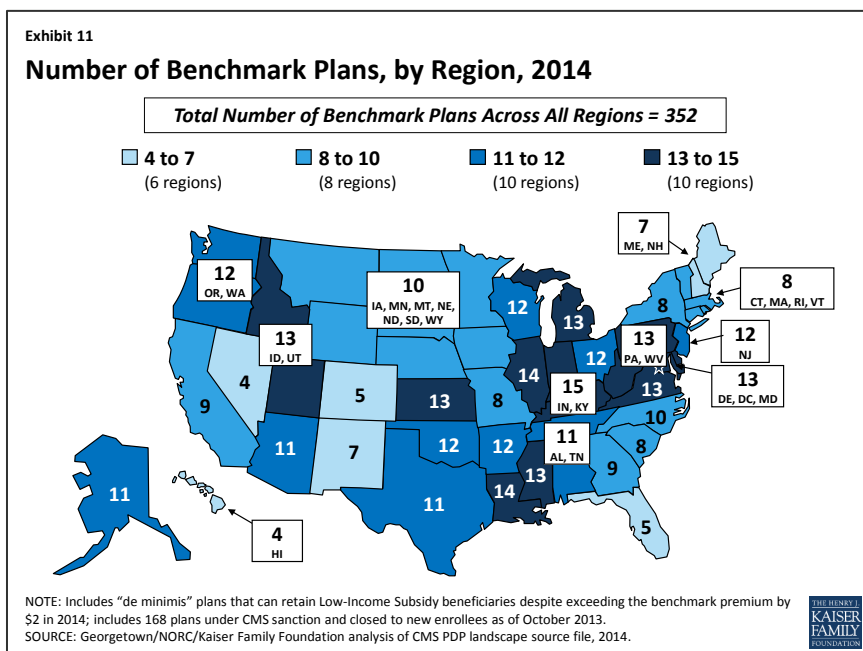 Exhibit 11
Number of Benchmark Plans, by Region, 2014
Total Number of Benchmark Plans Across All Regions = 352
4 to 7
(6 regions)
8 to 10
(8 regions)
11 to 12
(10 regions)
13 to 15
(10 regions)
7
ME, NH
12
OR, WA
10
IA, MN, MT, NE,
ND, SD, WY
8
CT, MA, RI, VT
12
8
13
13
ID, UT
13
PA, WV
12
NJ
12
14
4
5
15
IN, KY
13
DE, DC, MD
13
9
13
8
10
11
7
12
12
11
AL, TN
8
9
13
11
11
14
5
4
HI
NOTE: Includes “de minimis” plans that can retain Low-Income Subsidy beneficiaries despite exceeding the benchmark premium by
$2 in 2014; includes 168 plans under CMS sanction and closed to new enrollees as of October 2013.
SOURCE: Georgetown/NORC/Kaiser Family Foundation analysis of CMS PDP landscape source file, 2014.
THE HENRY J.
KAISER
FAMILY
FOUNDATION